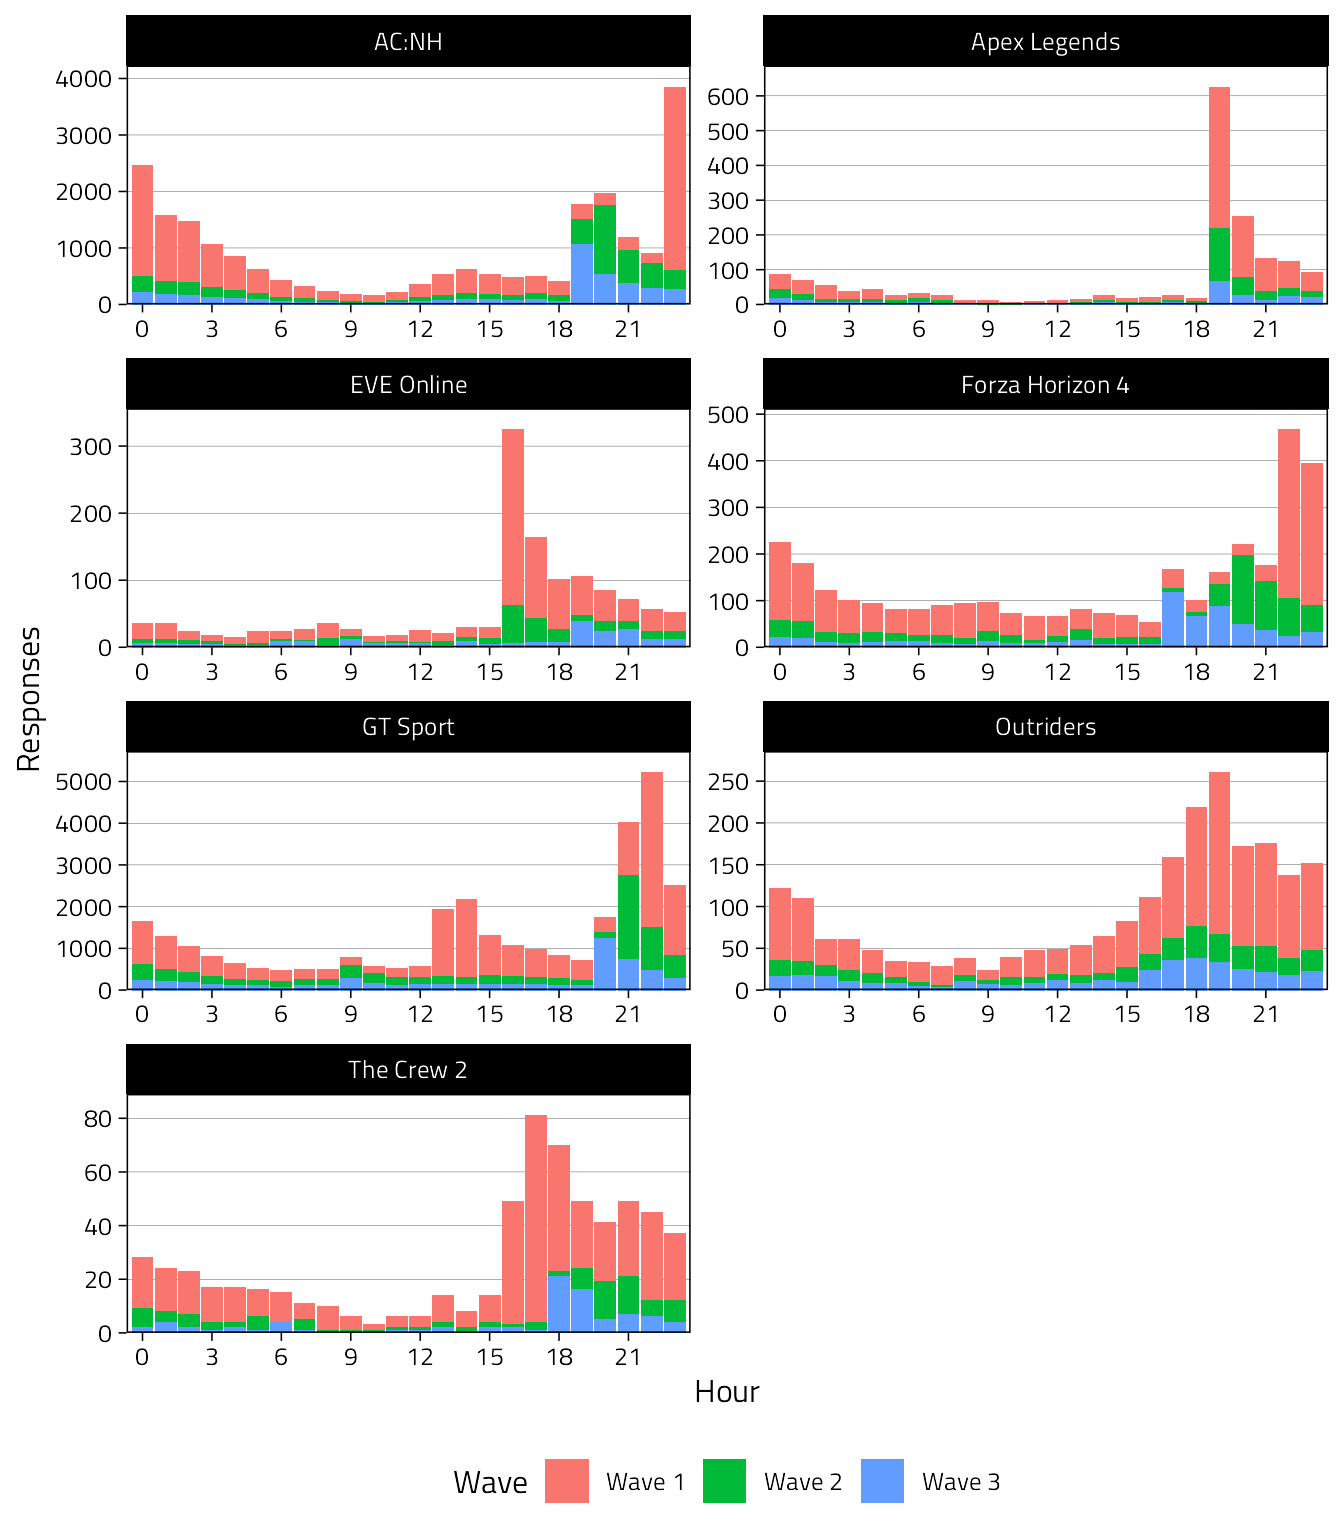 AC:NH
Apex Legends
4000
3000
2000
1000
0
0 3 6 9 12 15 18 21
600
500
400
300
200
100
0
0 3 6 9 12 15 18 21
EVE Online
Forza Horizon 4
300
200
100
0
0 3 6 9 12 15 18 21
500
400
300
200
100
0
0 3 6 9 12 15 18 21
Responses
GT Sport
Outriders
5000
4000
3000
2000
1000
0
0 3 6 9 12 15 18 21
250
200
150
100
50
0
0 3 6 9 12 15 18 21
The Crew 2
80
60
40
20
0
0 3 6 9 12 15 18 21
Hour
Wave Wave 1 Wave 2 Wave 3